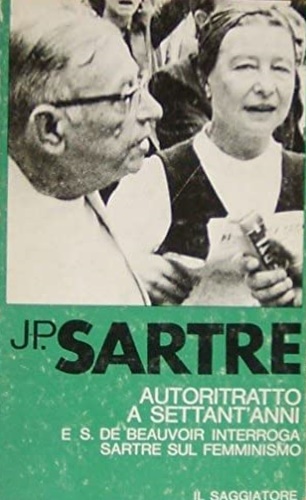 J.-P. SARTRE
AUTORITRATTO
A SETTANT'ANNI
E S. DE BEAUVOIR INTERROGA
SARTRE SUL FEMMINISMO
IL SAGGIATORE